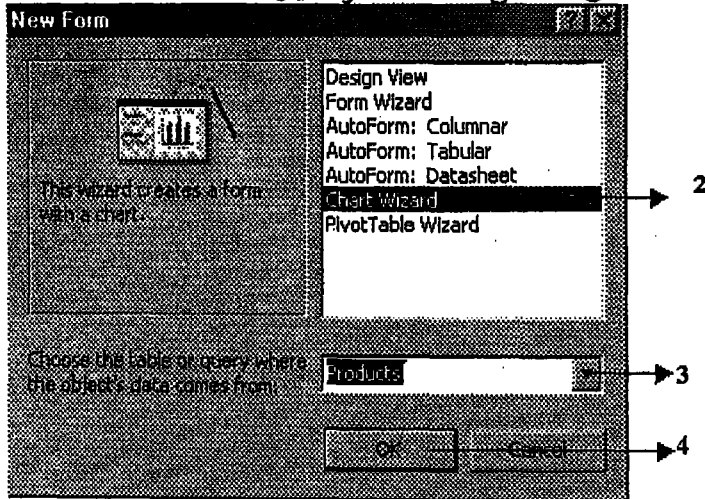 New Form
Design View
Form Wizard
AutoForm: Columnar
AutoForm: Tabular
AutoForm: Datasheet
Chart Wizard
PivotTable Wizard
This wizard creates a form
with a chart.
Choose the table or query where
the object's data comes from:
Products
OK
Cancel
2
3
4